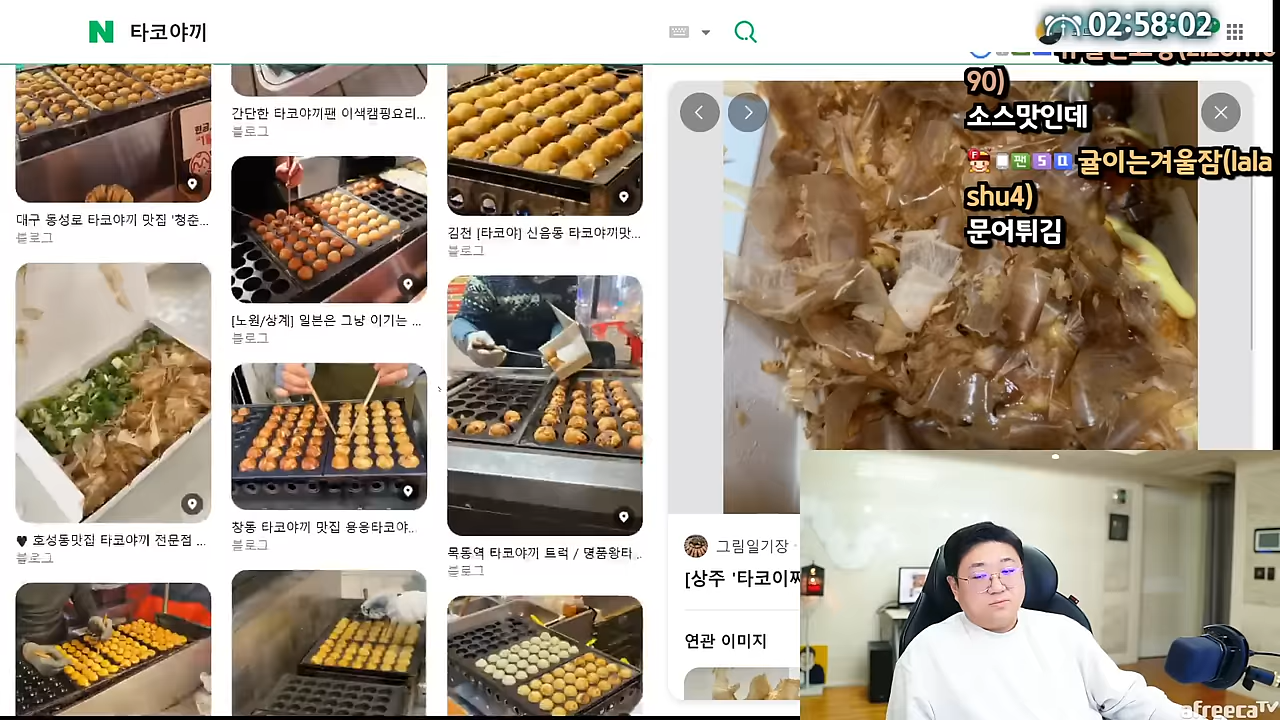 N 타코야끼
02:58:02
90)
소스맛인데
팬 5 Q 귤이는겨울잠(lala
shu4)
문어튀김
간단한 타코야끼팬 이색캠핑요리...
블로그
대구 동성로 타코야끼 맛집 '청춘...
블로그
김천 [타코야] 신음동 타코야끼맛...
블로그
[노원/상계] 일본은 그냥 이기는 ...
블로그
창동 타코야끼 맛집 용용타코야...
블로그
♥ 호성동맛집 타코야끼 전문점 ...
블로그
목동역 타코야끼 트럭 / 명품왕타...
블로그
그림일기장
[상주 '타코이찌
연관 이미지
afreecaTV